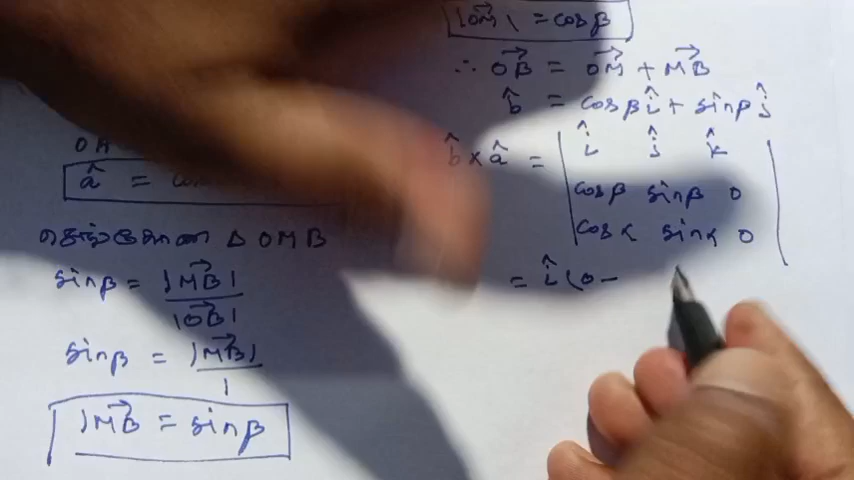 OA
â =
செங்கோண Δ OMB
sinβ = |MB→| / |OB→|
sinβ = |MB→| / 1
|MB→ = sinβ
|OM→| = cosβ
∴ OB→ = OM→ + MB→
b̂ = cosβ î + sinβ ĵ
b̂ × â = | î ĵ k̂
cosβ sinβ 0
cosα sinα 0 |
= î (0 -